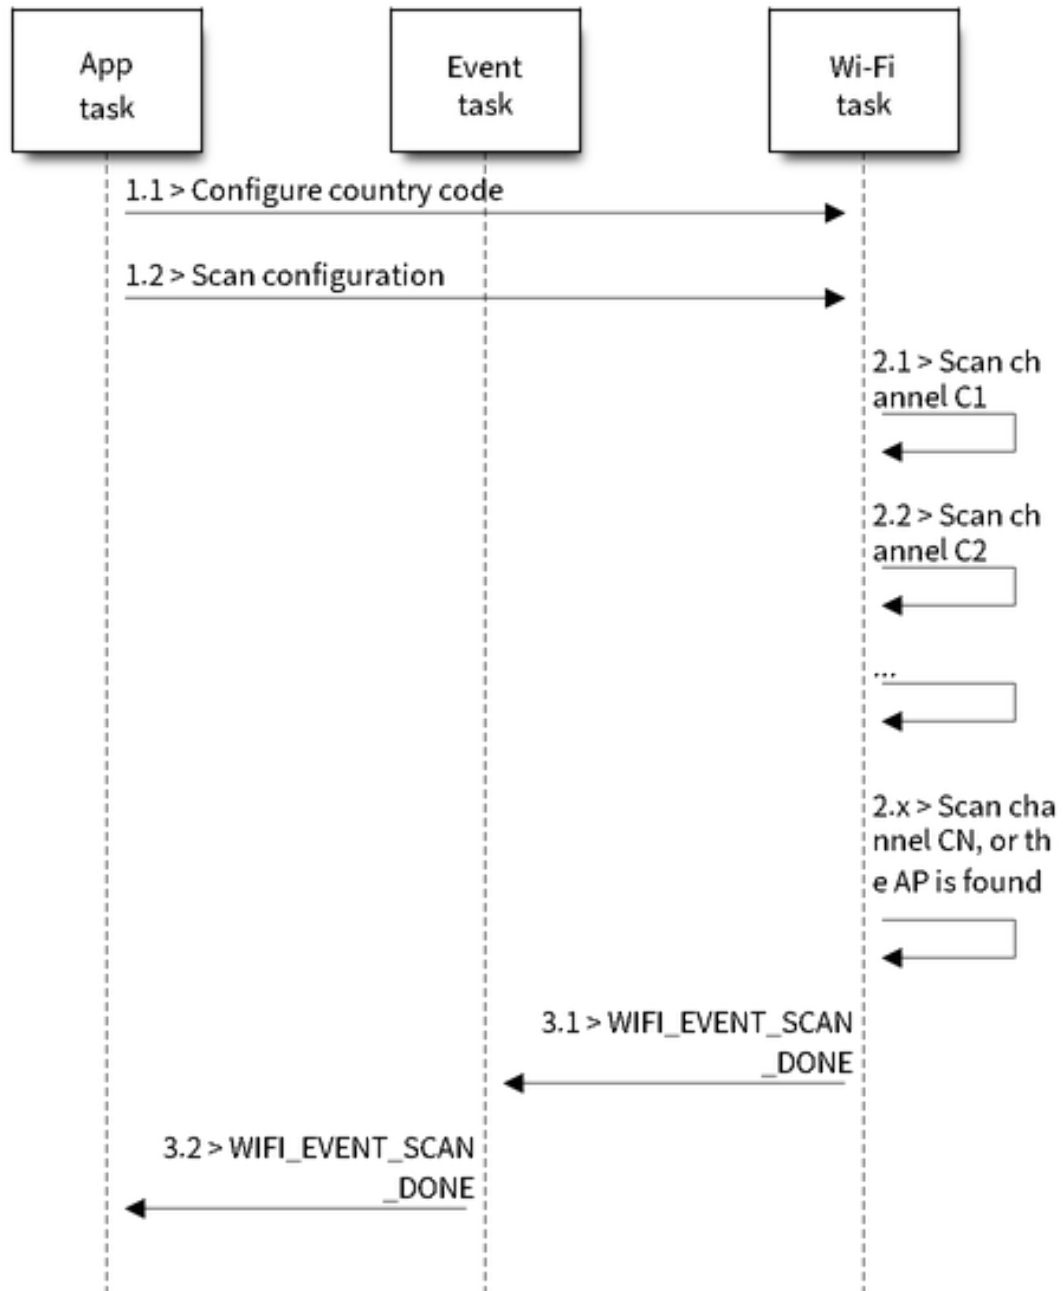 App
task
Event
task
Wi-Fi
task
1.1 > Configure country code
1.2 > Scan configuration
2.1 > Scan ch
annel C1
2.2 > Scan ch
annel C2
...
2.x > Scan cha
nnel CN, or th
e AP is found
3.1 > WIFI_EVENT_SCAN
_DONE
3.2 > WIFI_EVENT_SCAN
_DONE